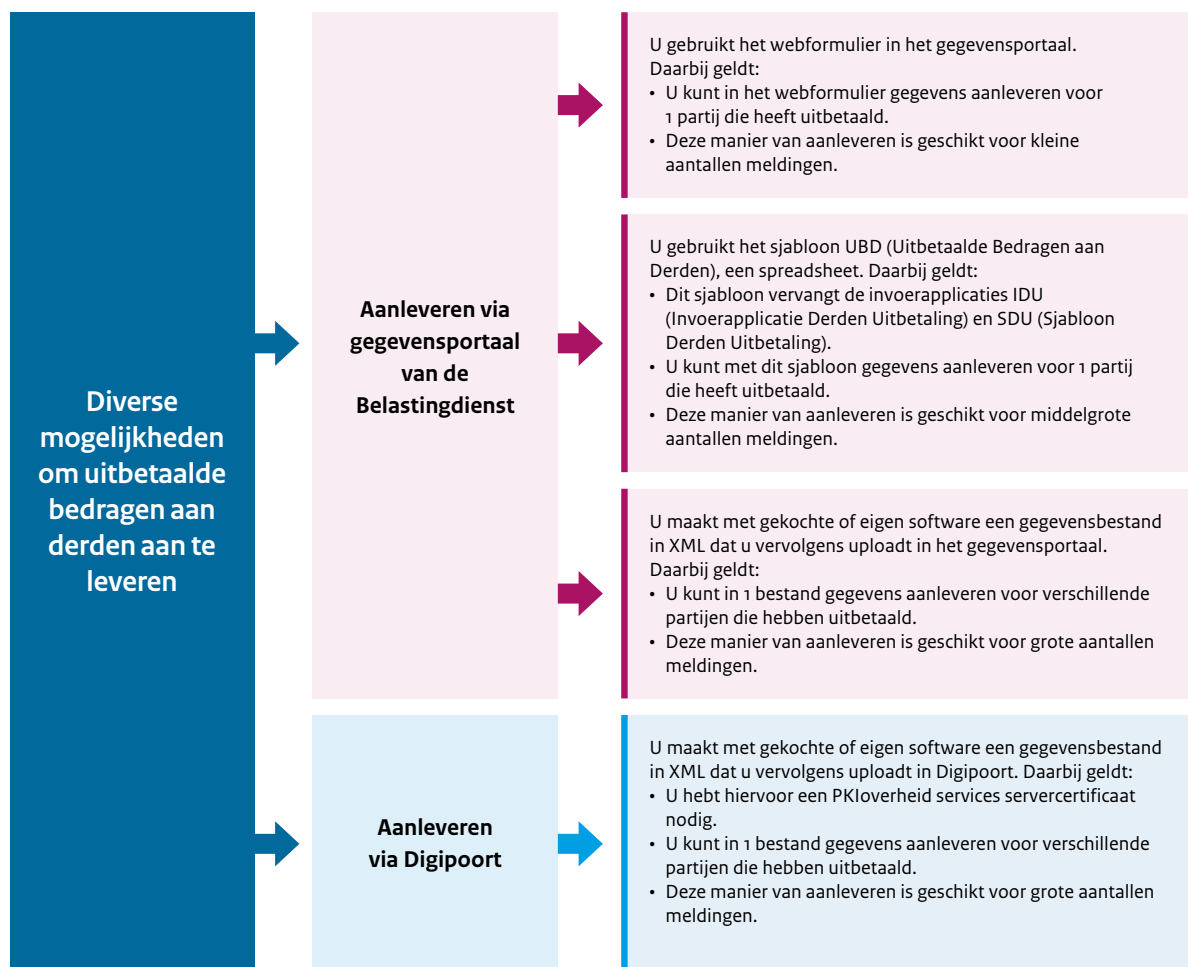 Diverse
mogelijkheden
om uitbetaalde
bedragen aan
derden aan te
leveren
Aanleveren via
gegevensportaal
van de
Belastingdienst
U gebruikt het webformulier in het gegevensportaal.
Daarbij geldt:
• U kunt in het webformulier gegevens aanleveren voor
1 partij die heeft uitbetaald.
• Deze manier van aanleveren is geschikt voor kleine
aantallen meldingen.
U gebruikt het sjabloon UBD (Uitbetaalde Bedragen aan
Derden), een spreadsheet. Daarbij geldt:
• Dit sjabloon vervangt de invoerapplicaties IDU
(Invoerapplicatie Derden Uitbetaling) en SDU (Sjabloon
Derden Uitbetaling).
• U kunt met dit sjabloon gegevens aanleveren voor 1 partij
die heeft uitbetaald.
• Deze manier van aanleveren is geschikt voor middelgrote
aantallen meldingen.
U maakt met gekochte of eigen software een gegevensbestand
in XML dat u vervolgens uploadt in het gegevensportaal.
Daarbij geldt:
• U kunt in 1 bestand gegevens aanleveren voor verschillende
partijen die hebben uitbetaald.
• Deze manier van aanleveren is geschikt voor grote aantallen
meldingen.
Aanleveren
via Digipoort
U maakt met gekochte of eigen software een gegevensbestand
in XML dat u vervolgens uploadt in Digipoort. Daarbij geldt:
• U hebt hiervoor een PKIoverheid services servercertificaat
nodig.
• U kunt in 1 bestand gegevens aanleveren voor verschillende
partijen die hebben uitbetaald.
• Deze manier van aanleveren is geschikt voor grote aantallen
meldingen.